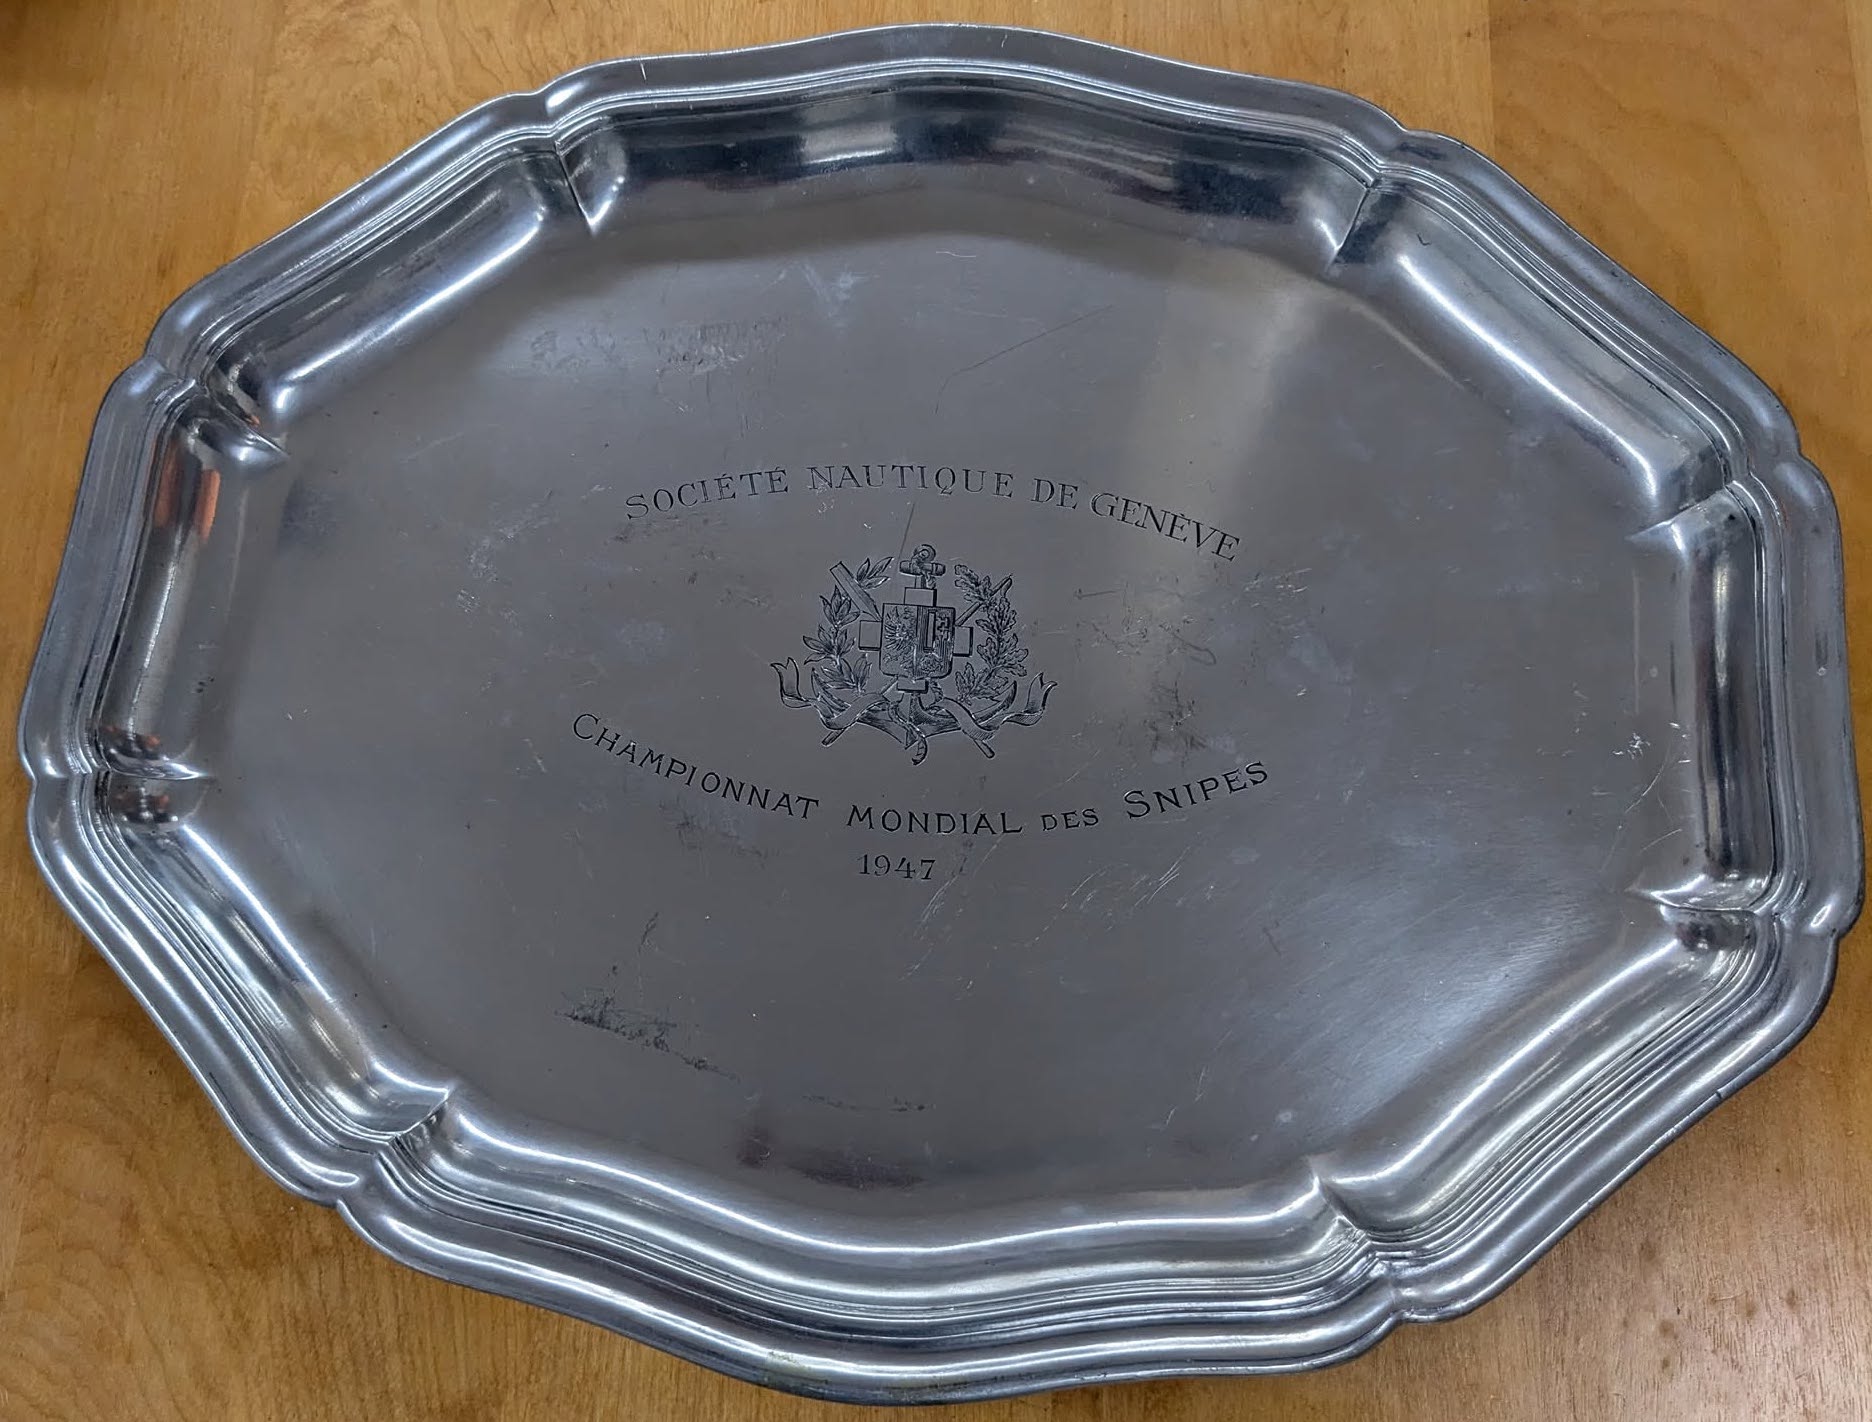 SOCIÉTÉ NAUTIQUE DE GENÈVE
CHAMPIONNAT MONDIAL DES SNIPES
1947